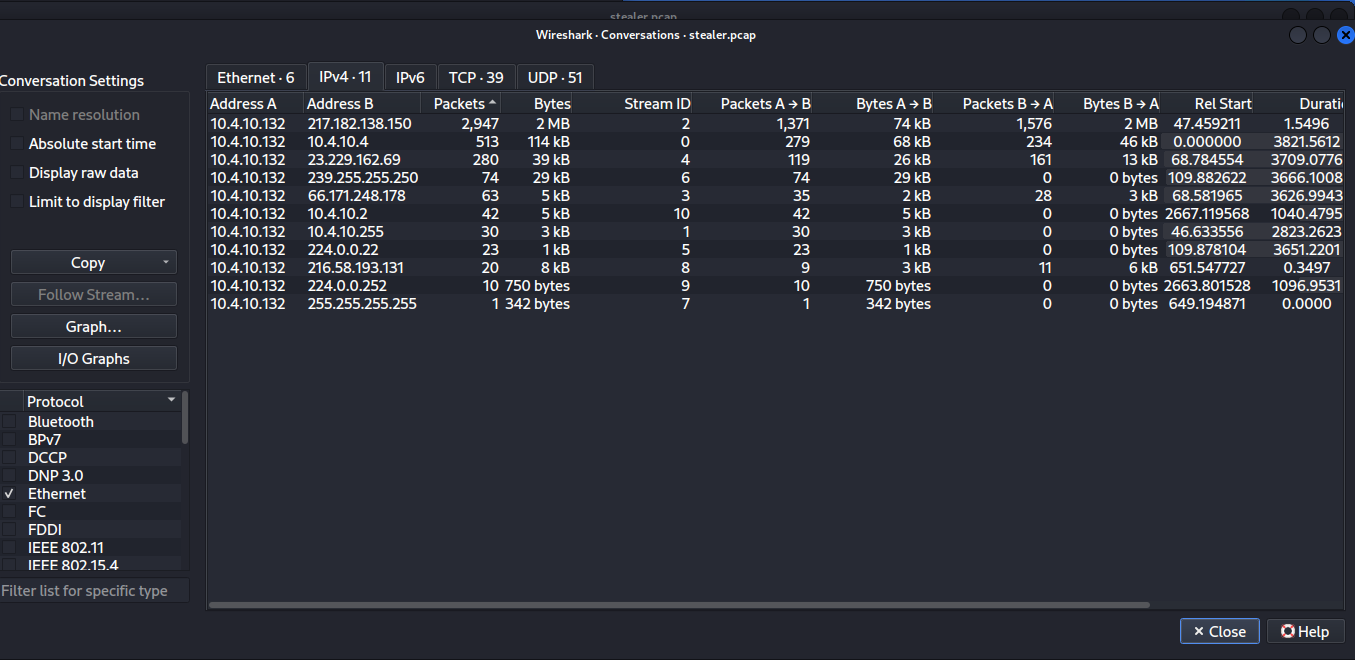 stealer.pcap
Wireshark · Conversations · stealer.pcap
Conversation Settings
Name resolution
Absolute start time
Display raw data
Limit to display filter
Copy
Follow Stream…
Graph…
I/O Graphs
Protocol
Bluetooth
BPv7
DCCP
DNP 3.0
Ethernet
FC
FDDI
IEEE 802.11
IEEE 802.15.4
Filter list for specific type
Ethernet · 6 IPv4 · 11 IPv6 TCP · 39 UDP · 51
Address A Address B Packets Bytes Stream ID Packets A → B Bytes A → B Packets B → A Bytes B → A Rel Start Durati
10.4.10.132 217.182.138.150 2,947 2 MB 2 1,371 74 kB 1,576 2 MB 47.459211 1.5496
10.4.10.132 10.4.10.4 513 114 kB 0 279 68 kB 234 46 kB 0.000000 3821.5612
10.4.10.132 23.229.162.69 280 39 kB 4 119 26 kB 161 13 kB 68.784554 3709.0776
10.4.10.132 239.255.255.250 74 29 kB 6 74 29 kB 0 0 bytes 109.882622 3666.1008
10.4.10.132 66.171.248.178 63 5 kB 3 35 2 kB 28 3 kB 68.581965 3626.9943
10.4.10.132 10.4.10.2 42 5 kB 10 42 5 kB 0 0 bytes 2667.119568 1040.4795
10.4.10.132 10.4.10.255 30 3 kB 1 30 3 kB 0 0 bytes 46.633556 2823.2623
10.4.10.132 224.0.0.22 23 1 kB 5 23 1 kB 0 0 bytes 109.878104 3651.2201
10.4.10.132 216.58.193.131 20 8 kB 8 9 3 kB 11 6 kB 651.547727 0.3497
10.4.10.132 224.0.0.252 10 750 bytes 9 10 750 bytes 0 0 bytes 2663.801528 1096.9531
10.4.10.132 255.255.255.255 1 342 bytes 7 1 342 bytes 0 0 bytes 649.194871 0.0000
Close Help